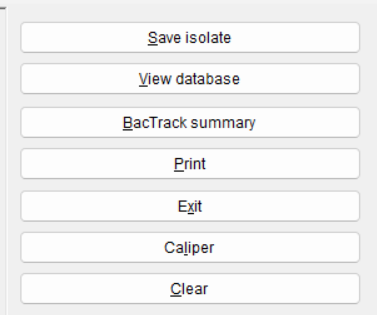 Save isolate
View database
BacTrack summary
Print
Exit
Caliper
Clear